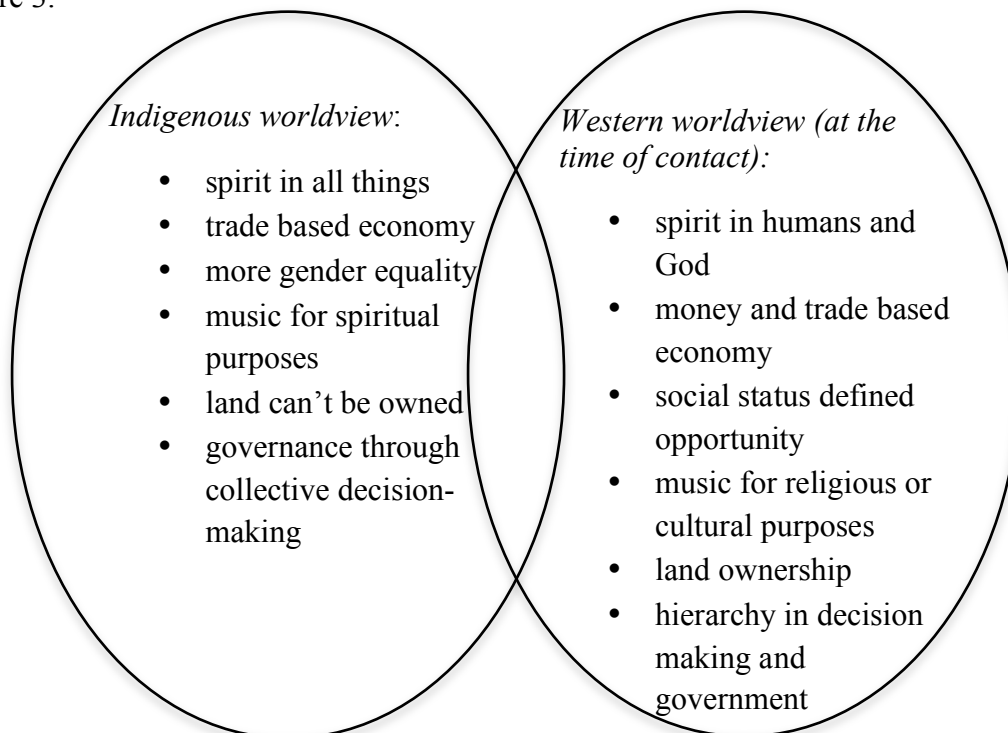 re 3:
Indigenous worldview:
• spirit in all things
• trade based economy
• more gender equality
• music for spiritual
purposes
• land can’t be owned
• governance through
collective decision-
making
Western worldview (at the
time of contact):
• spirit in humans and
God
• money and trade based
economy
• social status defined
opportunity
• music for religious or
cultural purposes
• land ownership
• hierarchy in decision
making and
government